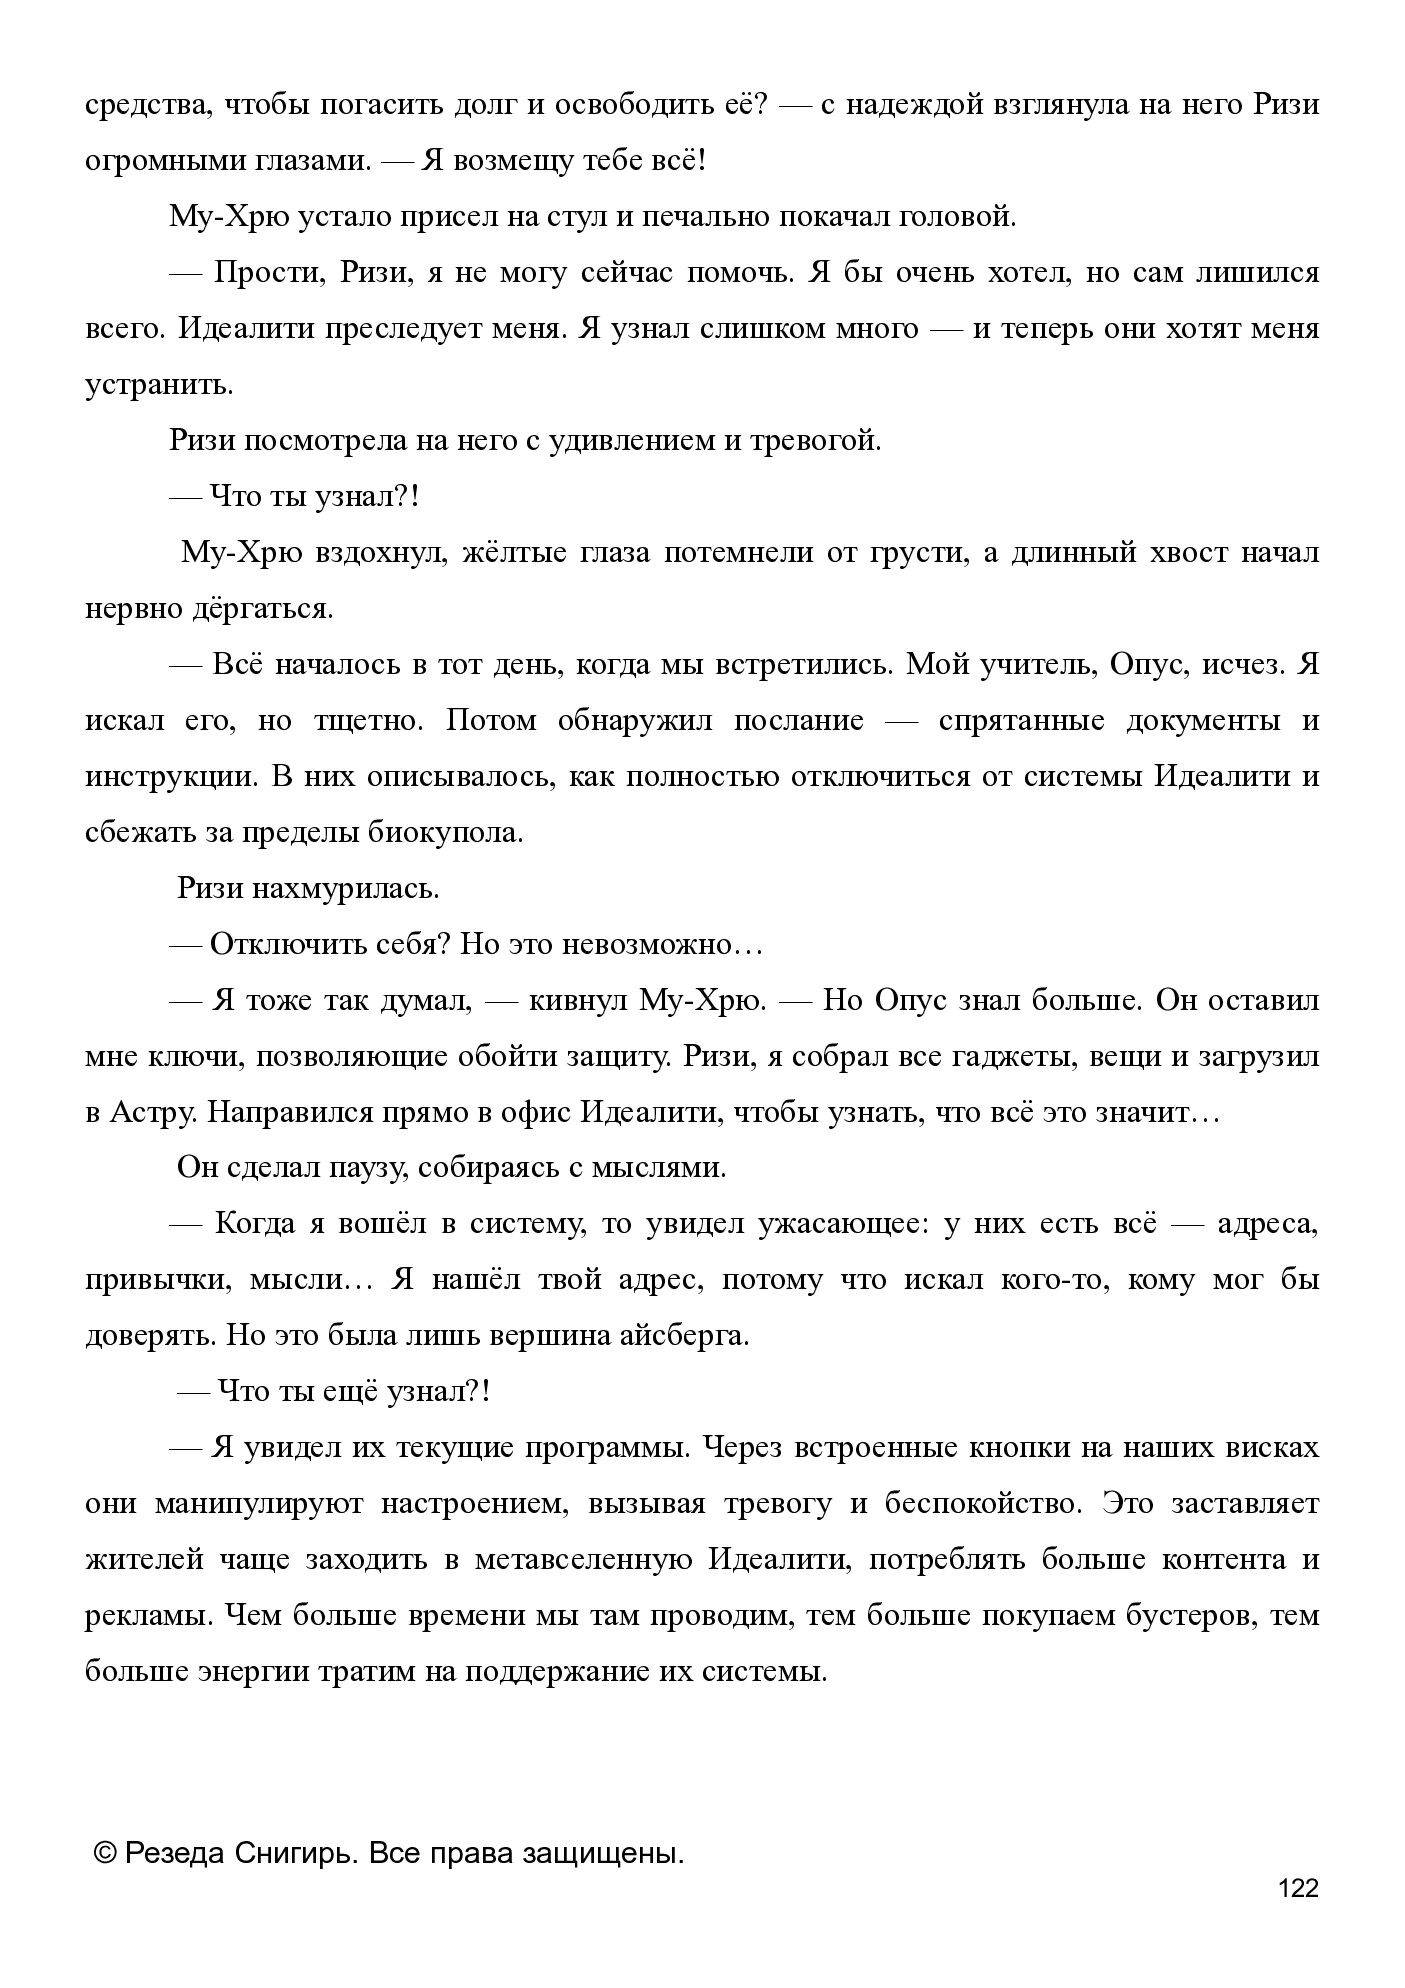 средства, чтобы погасить долг и освободить её? — с надеждой взглянула на него Ризи
огромными глазами. — Я возмещу тебе всё!
Му-Хрю устало присел на стул и печально покачал головой.
— Прости, Ризи, я не могу сейчас помочь. Я бы очень хотел, но сам лишился
всего. Идеалити преследует меня. Я узнал слишком много — и теперь они хотят меня
устранить.
Ризи посмотрела на него с удивлением и тревогой.
— Что ты узнал?!
Му-Хрю вздохнул, жёлтые глаза потемнели от грусти, а длинный хвост начал
нервно дёргаться.
— Всё началось в тот день, когда мы встретились. Мой учитель, Опус, исчез. Я
искал его, но тщетно. Потом обнаружил послание — спрятанные документы и
инструкции. В них описывалось, как полностью отключиться от системы Идеалити и
сбежать за пределы биокупола.
Ризи нахмурилась.
— Отключить себя? Но это невозможно…
— Я тоже так думал, — кивнул Му-Хрю. — Но Опус знал больше. Он оставил
мне ключи, позволяющие обойти защиту. Ризи, я собрал все гаджеты, вещи и загрузил
в Астру. Направился прямо в офис Идеалити, чтобы узнать, что всё это значит…
Он сделал паузу, собираясь с мыслями.
— Когда я вошёл в систему, то увидел ужасающее: у них есть всё — адреса,
привычки, мысли… Я нашёл твой адрес, потому что искал кого-то, кому мог бы
доверять. Но это была лишь вершина айсберга.
— Что ты ещё узнал?!
— Я увидел их текущие программы. Через встроенные кнопки на наших висках
они манипулируют настроением, вызывая тревогу и беспокойство. Это заставляет
жителей чаще заходить в метавселенную Идеалити, потреблять больше контента и
рекламы. Чем больше времени мы там проводим, тем больше покупаем бустеров, тем
больше энергии тратим на поддержание их системы.
© Резеда Снигирь. Все права защищены.
122